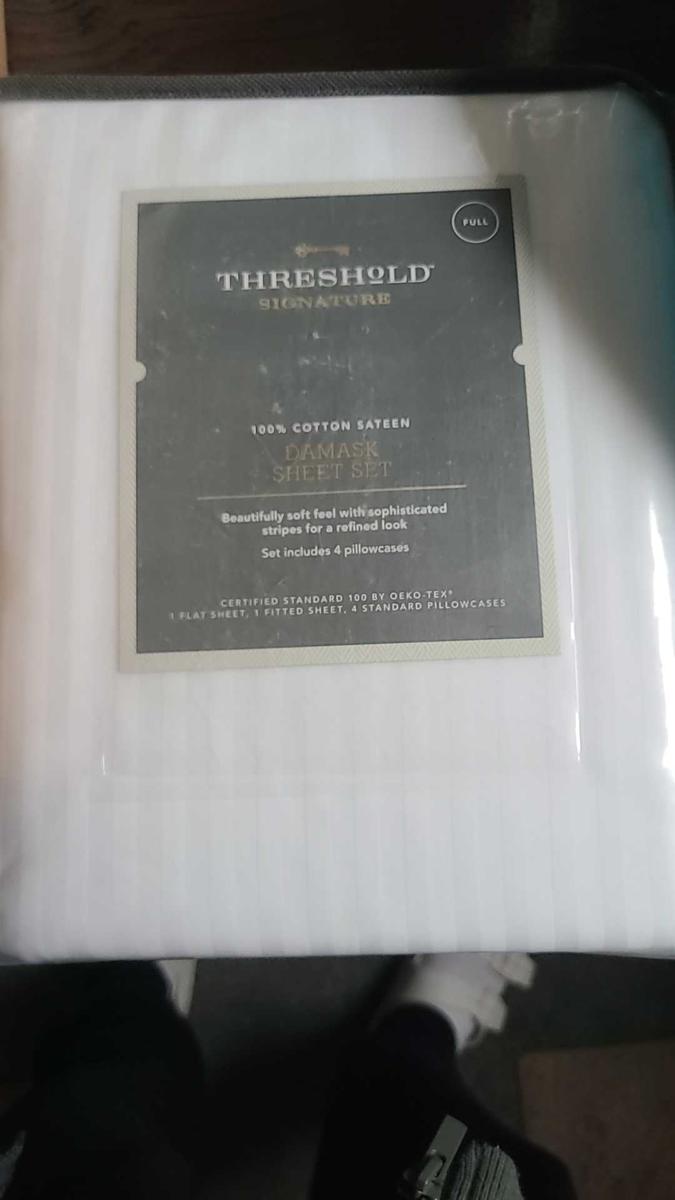 FULL
THRESHOLD™
SIGNATURE
100% COTTON SATEEN
DAMASK
SHEET SET
Beautifully soft feel with sophisticated
stripes for a refined look
Set includes 4 pillowcases
CERTIFIED STANDARD 100 BY OEKO-TEX®
1 FLAT SHEET, 1 FITTED SHEET, 4 STANDARD PILLOWCASES